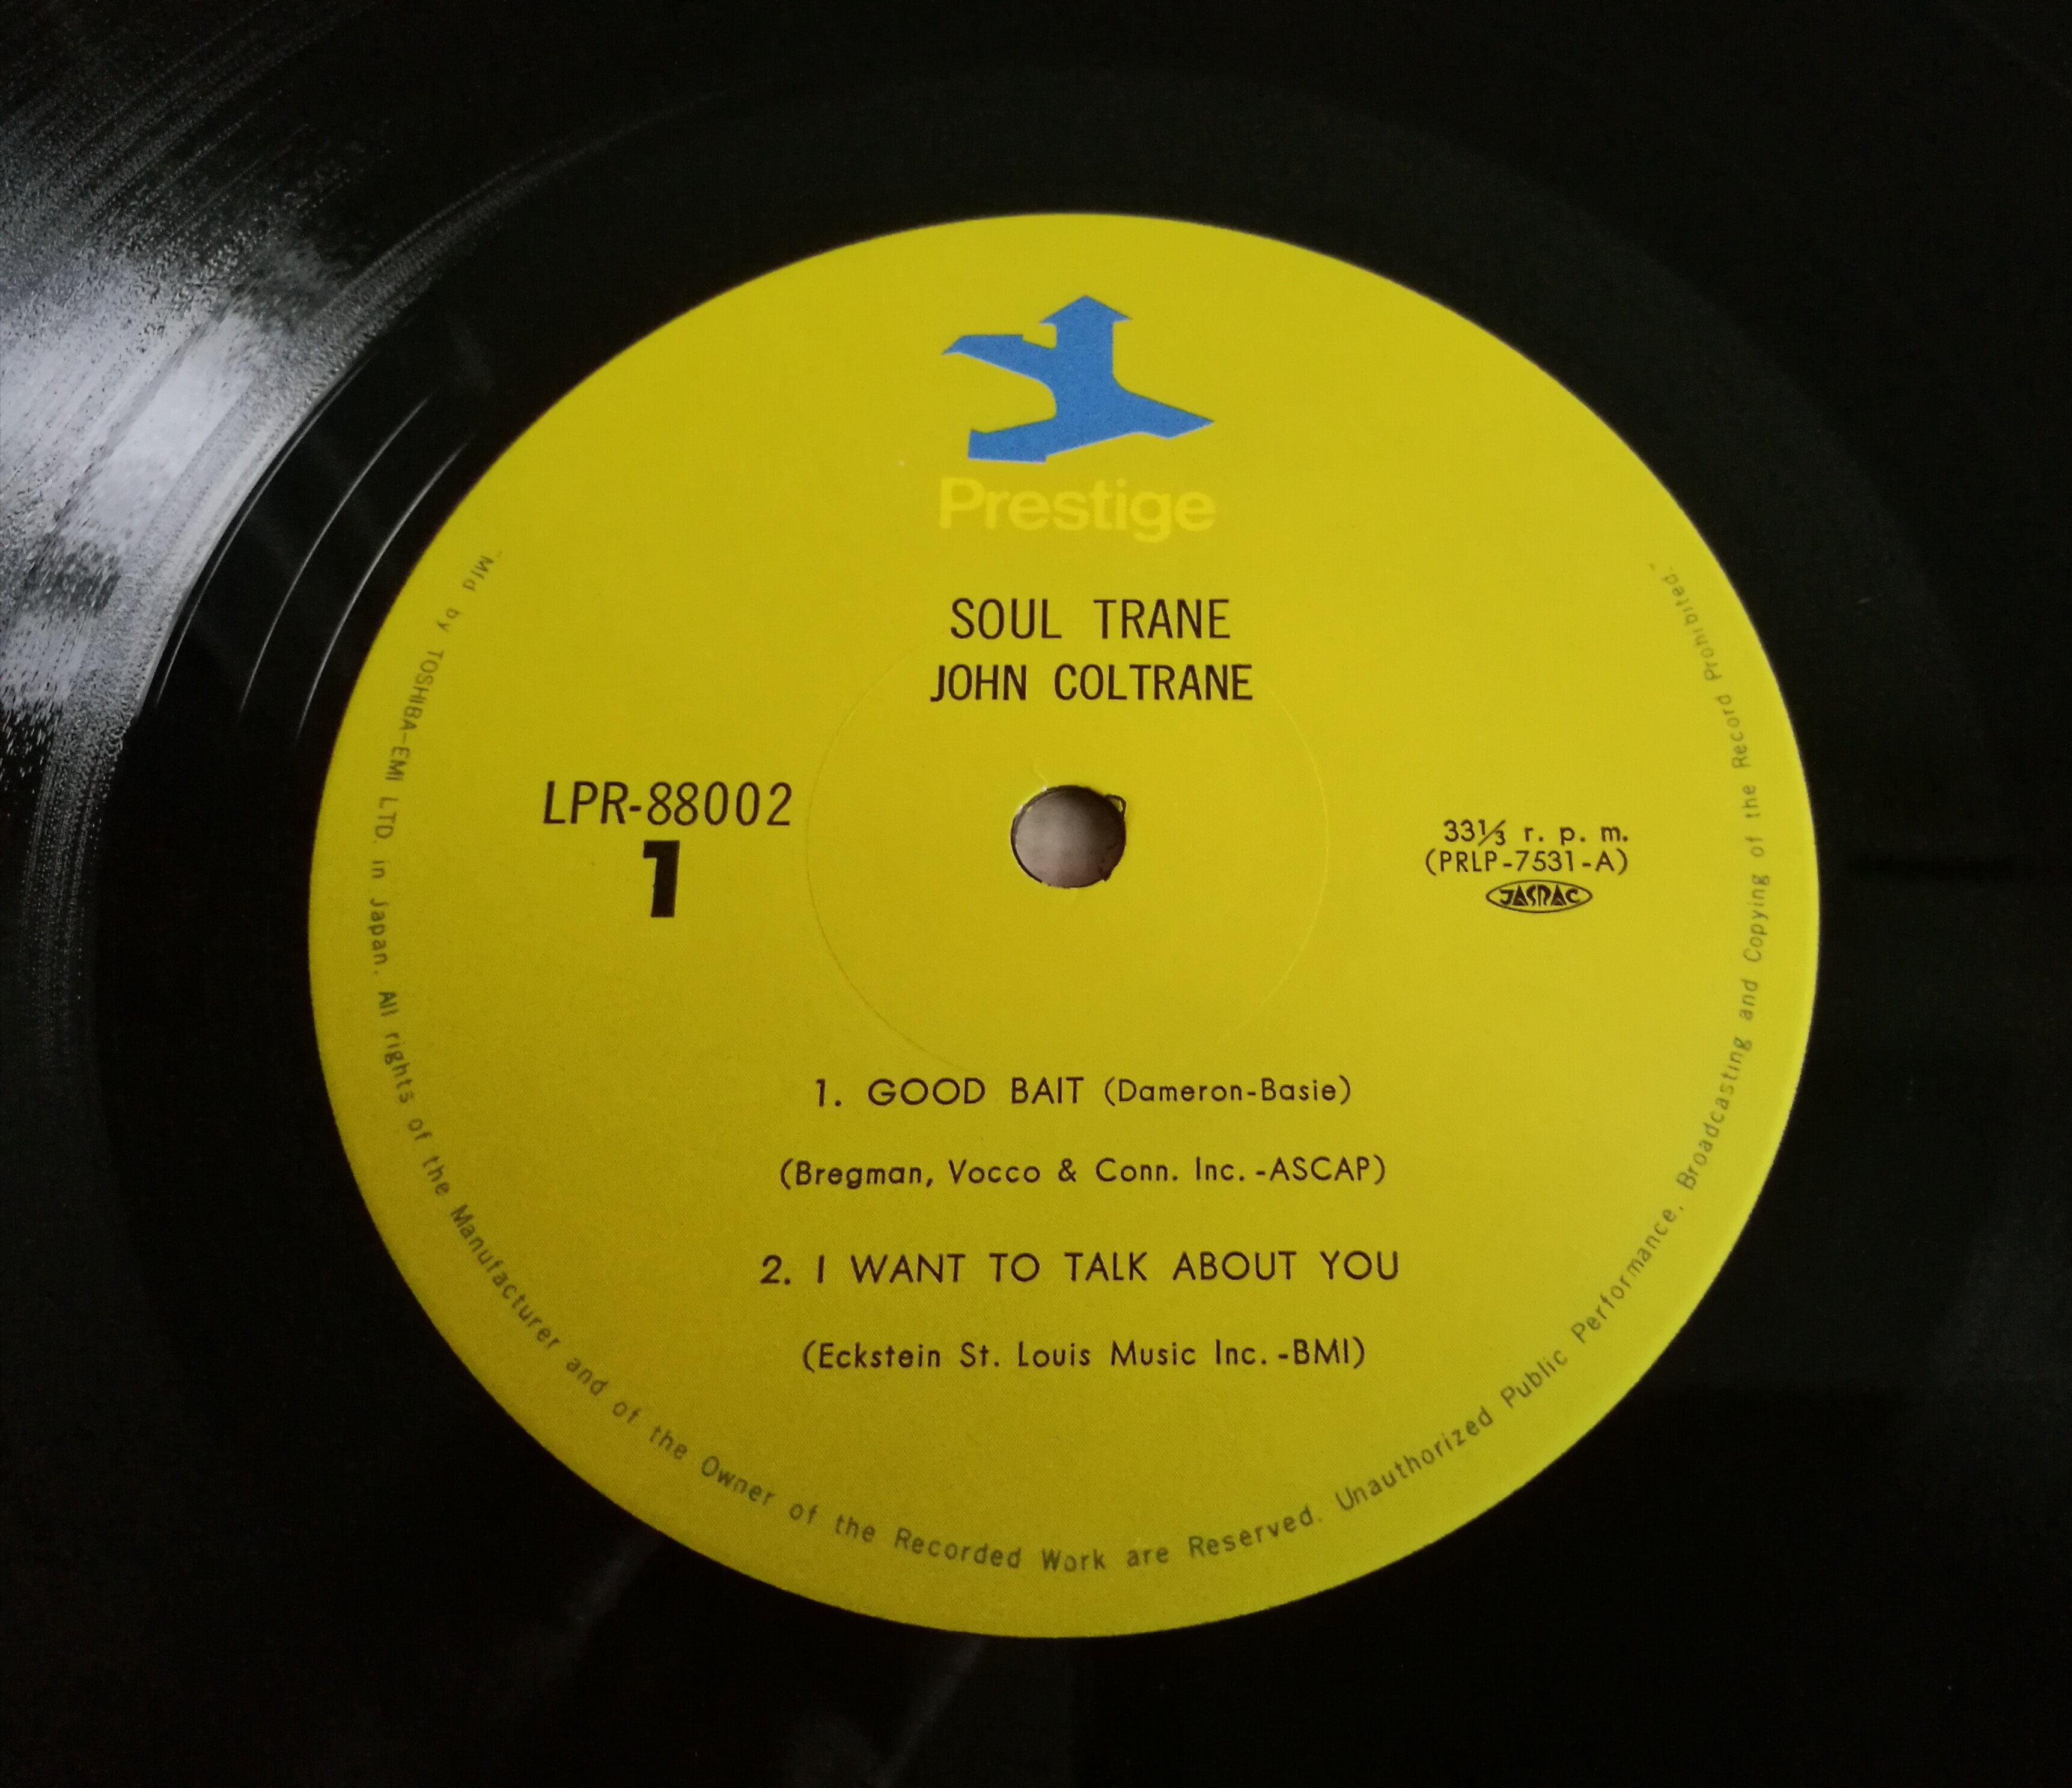 Prestige
SOUL TRANE
JOHN COLTRANE
LPR-88002
1
33⅓ r. p. m.
(PRLP-7531-A)
JASRAC
1. GOOD BAIT (Dameron-Basie)
(Bregman, Vocco & Conn. Inc. -ASCAP)
2. I WANT TO TALK ABOUT YOU
(Eckstein St. Louis Music Inc. -BMI)
"Mfd by TOSHIBA-EMI LTD. in Japan. All rights of the Manufacturer and of the Owner of the Recorded Work are Reserved. Unauthorized Public Performance, Broadcasting and Copying of the Record Prohibited."